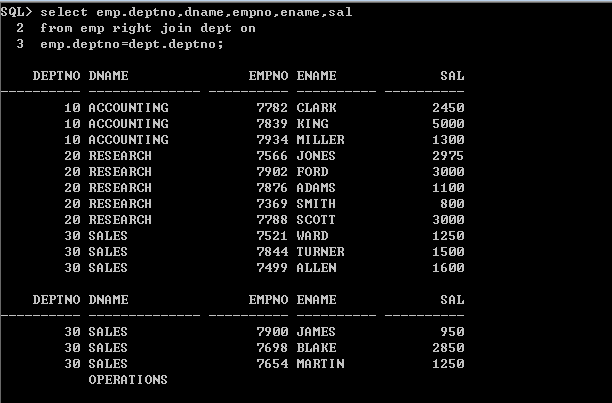 SQL> select emp.deptno,dname,empno,ename,sal
  2  from emp right join dept on
  3  emp.deptno=dept.deptno;
    DEPTNO DNAME               EMPNO ENAME             SAL
---------- -------------- ---------- ---------- ----------
        10 ACCOUNTING           7782 CLARK            2450
        10 ACCOUNTING           7839 KING             5000
        10 ACCOUNTING           7934 MILLER           1300
        20 RESEARCH             7566 JONES            2975
        20 RESEARCH             7902 FORD             3000
        20 RESEARCH             7876 ADAMS            1100
        20 RESEARCH             7369 SMITH             800
        20 RESEARCH             7788 SCOTT            3000
        30 SALES                7521 WARD             1250
        30 SALES                7844 TURNER           1500
        30 SALES                7499 ALLEN            1600
    DEPTNO DNAME               EMPNO ENAME             SAL
---------- -------------- ---------- ---------- ----------
        30 SALES                7900 JAMES             950
        30 SALES                7698 BLAKE            2850
        30 SALES                7654 MARTIN           1250
           OPERATIONS